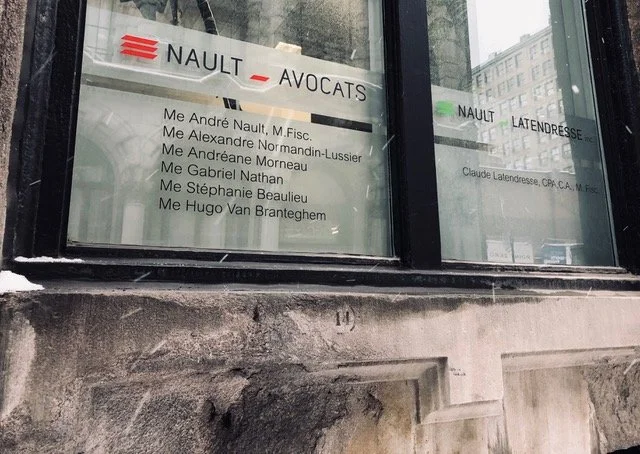 NAULT AVOCATS
Me André Nault, M.Fisc.
Me Alexandre Normandin-Lussier
Me Andréane Morneau
Me Gabriel Nathan
Me Stéphanie Beaulieu
Me Hugo Van Branteghem
NAULT LATENDRESSE INC.
Claude Latendresse, CPA,C.A., M. Fisc.